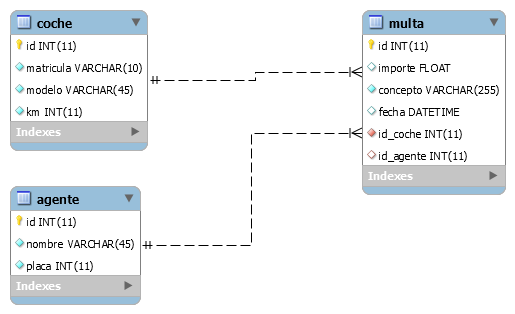 coche
id INT(11)
matricula VARCHAR(10)
modelo VARCHAR(45)
km INT(11)
Indexes
agente
id INT(11)
nombre VARCHAR(45)
placa INT(11)
Indexes
multa
id INT(11)
importe FLOAT
concepto VARCHAR(255)
fecha DATETIME
id_coche INT(11)
id_agente INT(11)
Indexes